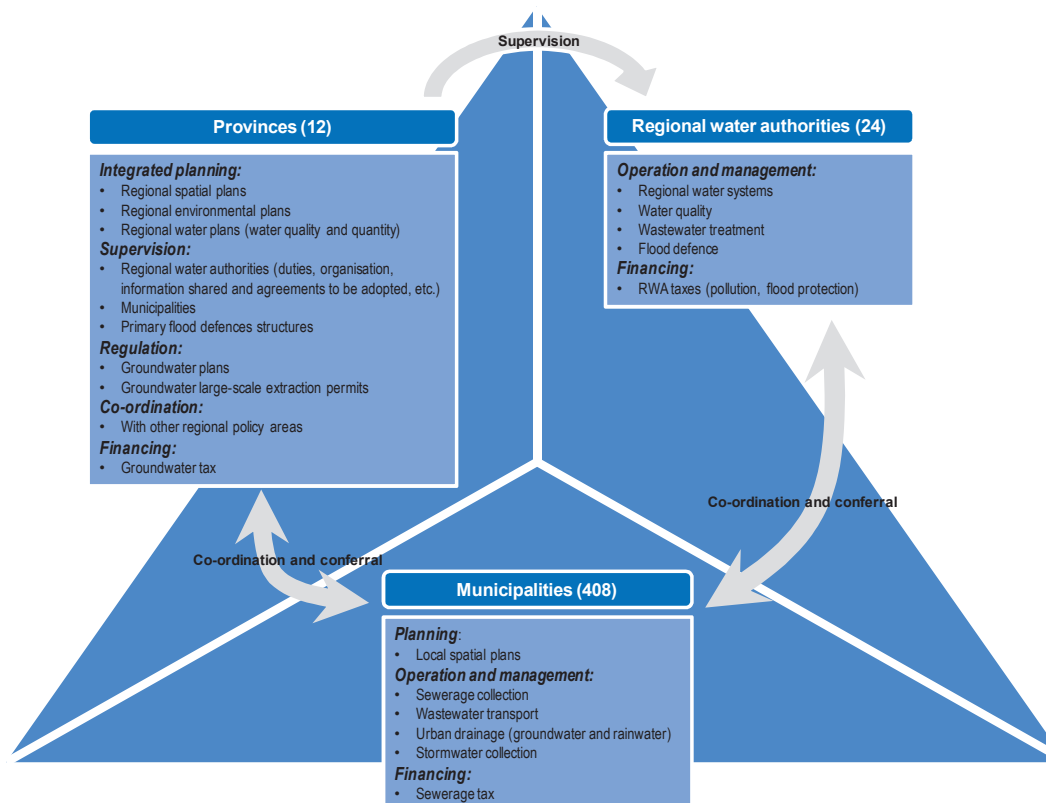 Supervision
Provinces (12)
Integrated planning:
• Regional spatial plans
• Regional environmental plans
• Regional water plans (water quality and quantity)
Supervision:
• Regional water authorities (duties, organisation,
information shared and agreements to be adopted, etc.)
• Municipalities
• Primary flood defences structures
Regulation:
• Groundwater plans
• Groundwater large-scale extraction permits
Co-ordination:
• With other regional policy areas
Financing:
• Groundwater tax
Regional water authorities (24)
Operation and management:
• Regional water systems
• Water quality
• Wastewater treatment
• Flood defence
Financing:
• RWA taxes (pollution, flood protection)
Co-ordination and conferral
Co-ordination and conferral
Municipalities (408)
Planning:
• Local spatial plans
Operation and management:
• Sewerage collection
• Wastewater transport
• Urban drainage (groundwater and rainwater)
• Stormwater collection
Financing:
• Sewerage tax